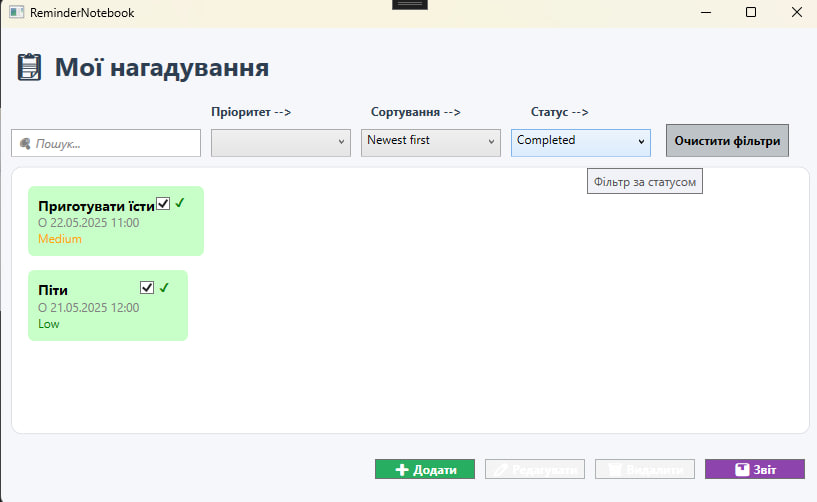 ReminderNotebook
Мої нагадування
Пріоритет --> Сортування --> Статус -->
Пошук... Newest first Completed Очистити фільтри
Фільтр за статусом
Приготувати їсти
О 22.05.2025 11:00
Medium
Піти
О 21.05.2025 12:00
Low
Додати Редагувати Видалити Звіт